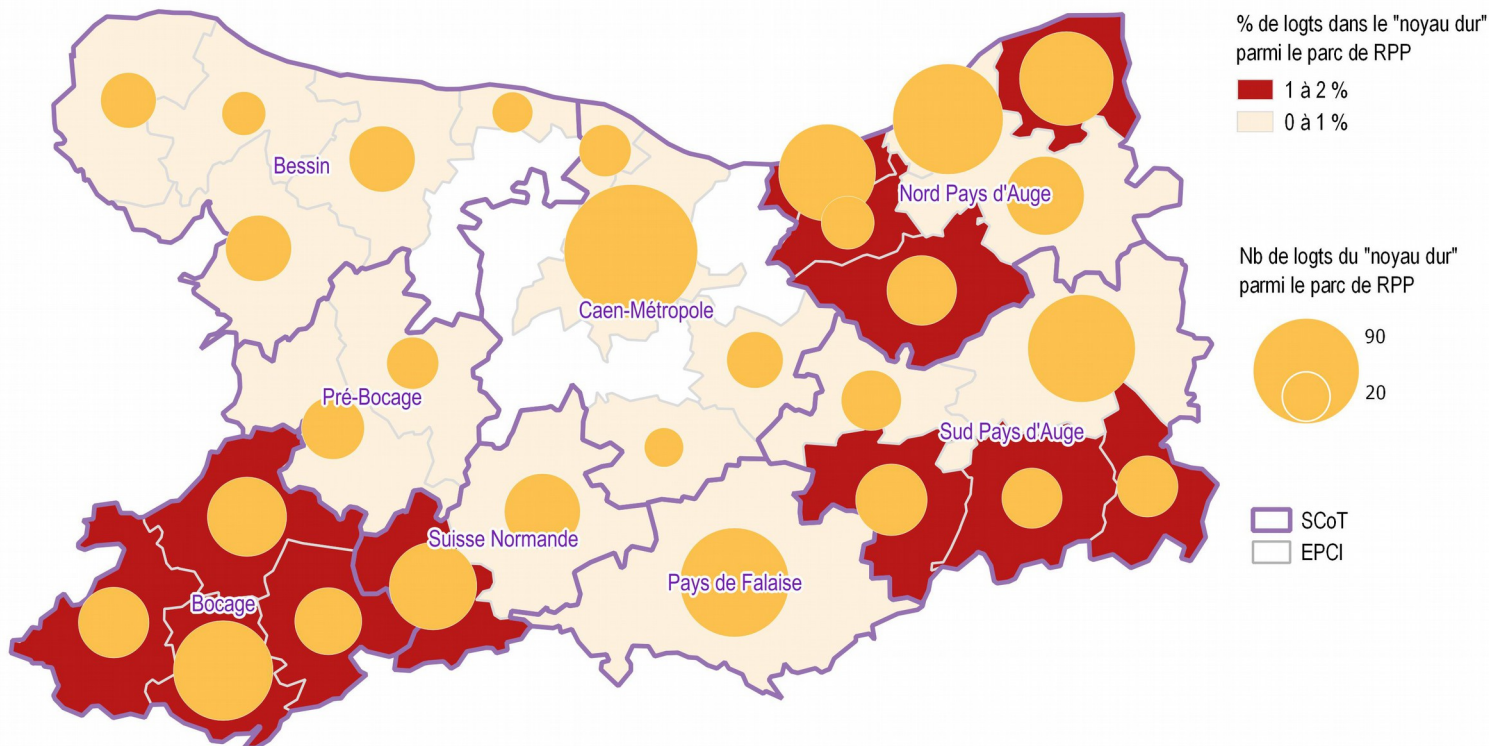 % de logts dans le "noyau dur"
parmi le parc de RPP
1 à 2 %
0 à 1 %
Bessin
Nord Pays d'Auge
Nb de logts du "noyau dur"
parmi le parc de RPP
90
20
Caen-Métropole
Pré-Bocage
Sud Pays d'Auge
SCoT
EPCI
Suisse Normande
Pays de Falaise
Bocage